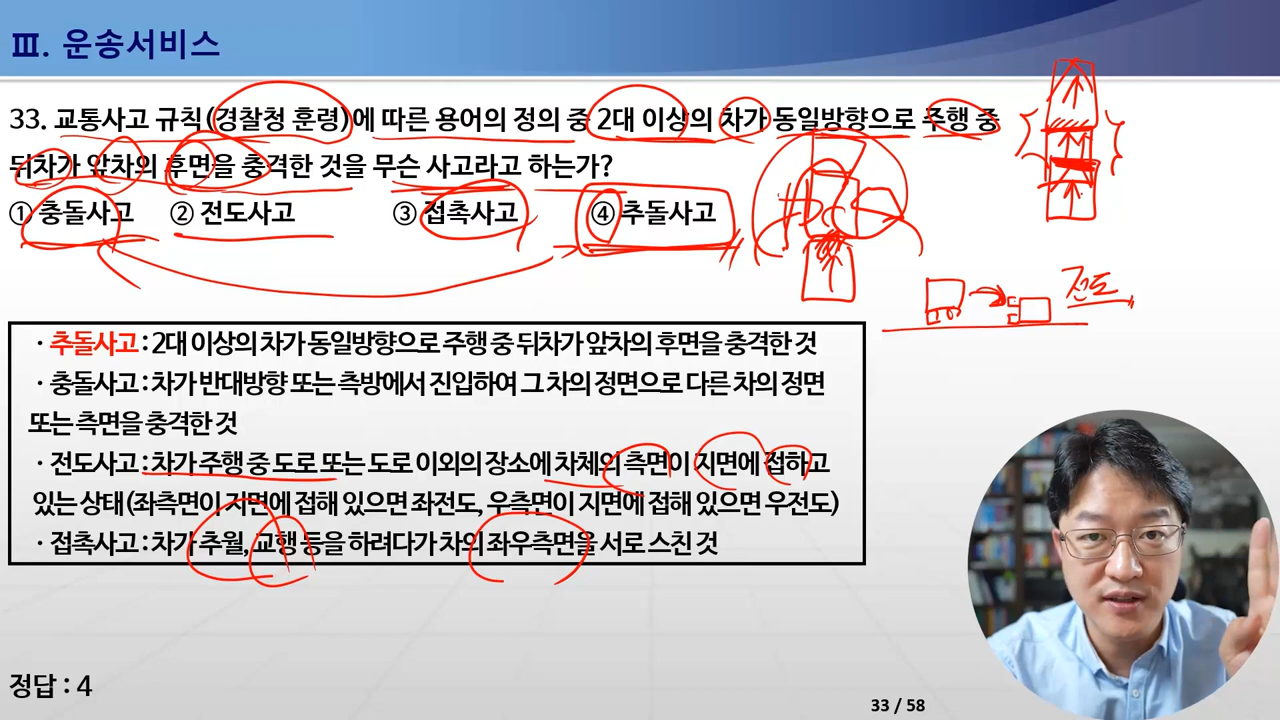 Ⅲ. 운송서비스
33. 교통사고 규칙(경찰청 훈령)에 따른 용어의 정의 중 2대 이상의 차가 동일방향으로 주행 중
뒤차가 앞차의 후면을 충격한 것을 무슨 사고라고 하는가?
① 충돌사고 ② 전도사고 ③ 접촉사고 ④ 추돌사고
전도
· 추돌사고 : 2대 이상의 차가 동일방향으로 주행 중 뒤차가 앞차의 후면을 충격한 것
· 충돌사고 : 차가 반대방향 또는 측방에서 진입하여 그 차의 정면으로 다른 차의 정면
또는 측면을 충격한 것
· 전도사고 : 차가 주행 중 도로 또는 도로 이외의 장소에 차체의 측면이 지면에 접하고
있는 상태 (좌측면이 지면에 접해 있으면 좌전도, 우측면이 지면에 접해 있으면 우전도)
· 접촉사고 : 차가 추월, 교행 등을 하려다가 차의 좌우측면을 서로 스친 것
정답 : 4
33 / 58